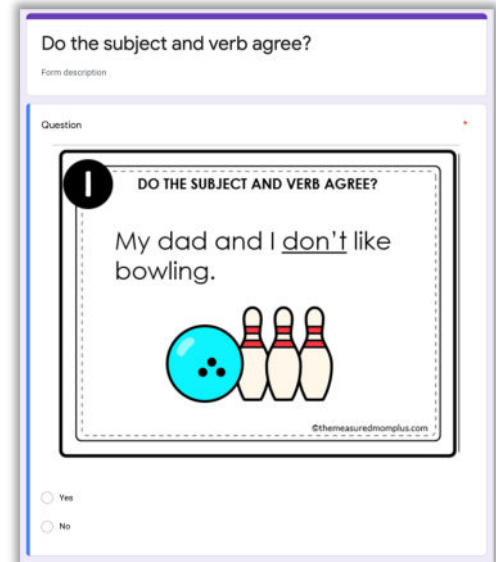 Do the subject and verb agree?
Form description
Question *
1
DO THE SUBJECT AND VERB AGREE?
My dad and I don't like
bowling.
©themeasuredmomplus.com
Yes
No